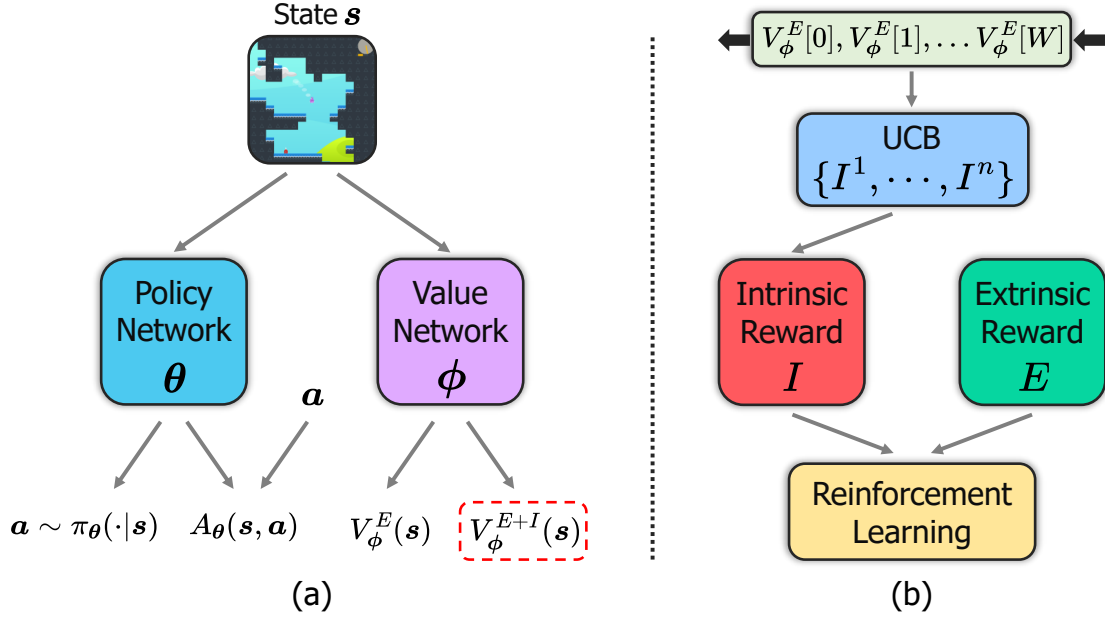 State s
Policy
Network
θ
Value
Network
ϕ
a
a ∼ π_θ(·|s)
A_θ(s, a)
V_ϕ^E(s)
V_ϕ^{E+I}(s)
(a)
V_ϕ^E[0], V_ϕ^E[1], … V_ϕ^E[W]
UCB
{I^1, ⋯, I^n}
Intrinsic
Reward
I
Extrinsic
Reward
E
Reinforcement
Learning
(b)